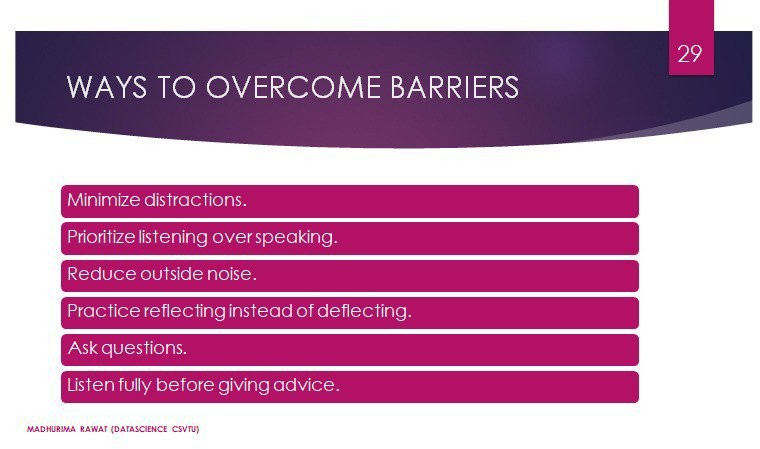 29
WAYS TO OVERCOME BARRIERS
Minimize distractions.
Prioritize listening over speaking.
Reduce outside noise.
Practice reflecting instead of deflecting.
Ask questions.
Listen fully before giving advice.
MADHURIMA RAWAT (DATASCIENCE CSVTU)